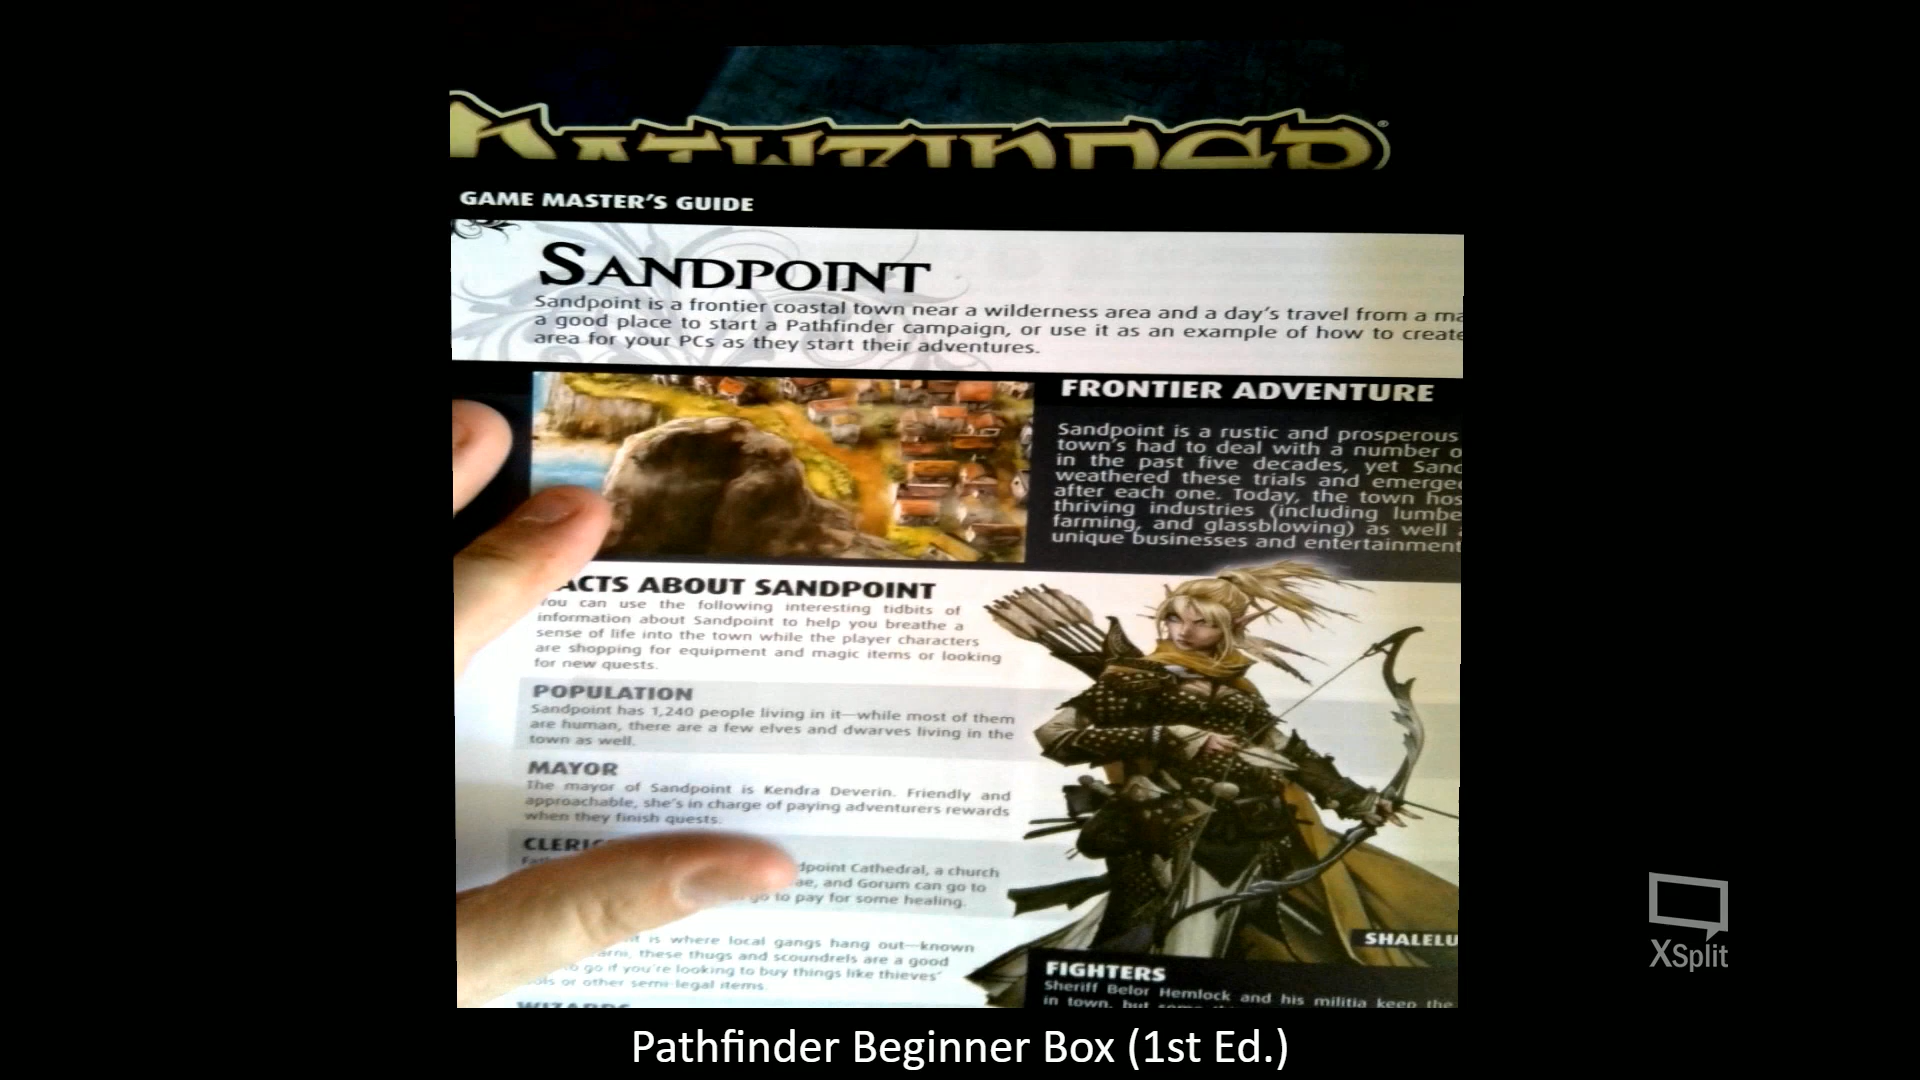 PATHFINDER®
GAME MASTER'S GUIDE
SANDPOINT
Sandpoint is a frontier coastal town near a wilderness area and a day's travel from a
a good place to start a Pathfinder campaign, or use it as an example of how to create
area for your PCs as they start their adventures.
FRONTIER ADVENTURE
Sandpoint is a rustic and prosperous
town's had to deal with a number
in the past five decades, yet
weathered these trials and
after each one. Today, the town
thriving industries (including
farming, and glassblowing) as well
unique businesses and entertainment
ACTS ABOUT SANDPOINT
You can use the following interesting tidbits of
information about Sandpoint to help you breathe a
sense of life into the town while the player characters
are shopping for equipment and magic items or looking
for new quests.
POPULATION
Sandpoint has 1,240 people living in it—while most of them
are human, there are a few elves and dwarves living in the
town as well.
MAYOR
The mayor of Sandpoint is Kendra Deverin. Friendly and
approachable, she's in charge of paying adventurers rewards
when they finish quests.
dpoint Cathedral, a church
and Gorum can go to
go to pay for some healing.
is where local gangs hang out—known
these thugs and scoundrels are a good
to go if you're looking to buy things like thieves'
or other semi-legal items.
WIZARDS
SHALELU
FIGHTERS
Sheriff Belor Hemlock and his militia keep the
in town, but some
XSplit
Pathfinder Beginner Box (1st Ed.)